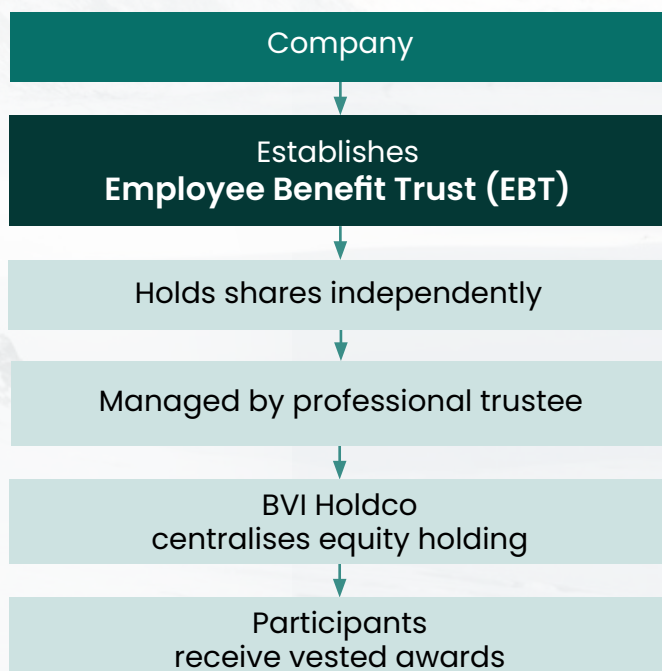 Company
Establishes
Employee Benefit Trust (EBT)
Holds shares independently
Managed by professional trustee
BVI Holdco
centralises equity holding
Participants
receive vested awards